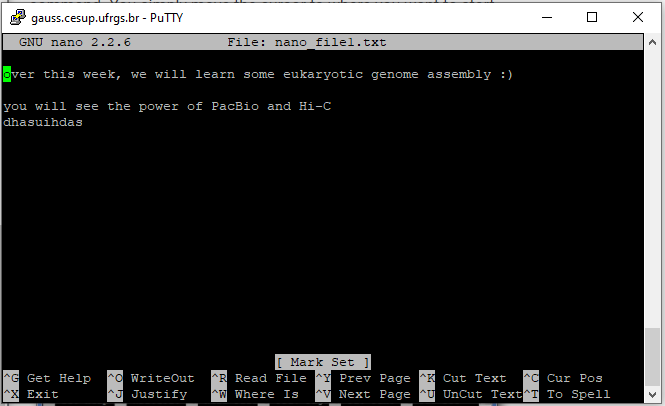 gauss.cesup.ufrgs.br - PuTTY
GNU nano 2.2.6 File: nano_file1.txt
over this week, we will learn some eukaryotic genome assembly :)
you will see the power of PacBio and Hi-C
dhasuihdas
[ Mark Set ]
^G Get Help ^O WriteOut ^R Read File ^Y Prev Page ^K Cut Text ^C Cur Pos
^X Exit ^J Justify ^W Where Is ^V Next Page ^U UnCut Text ^T To Spell